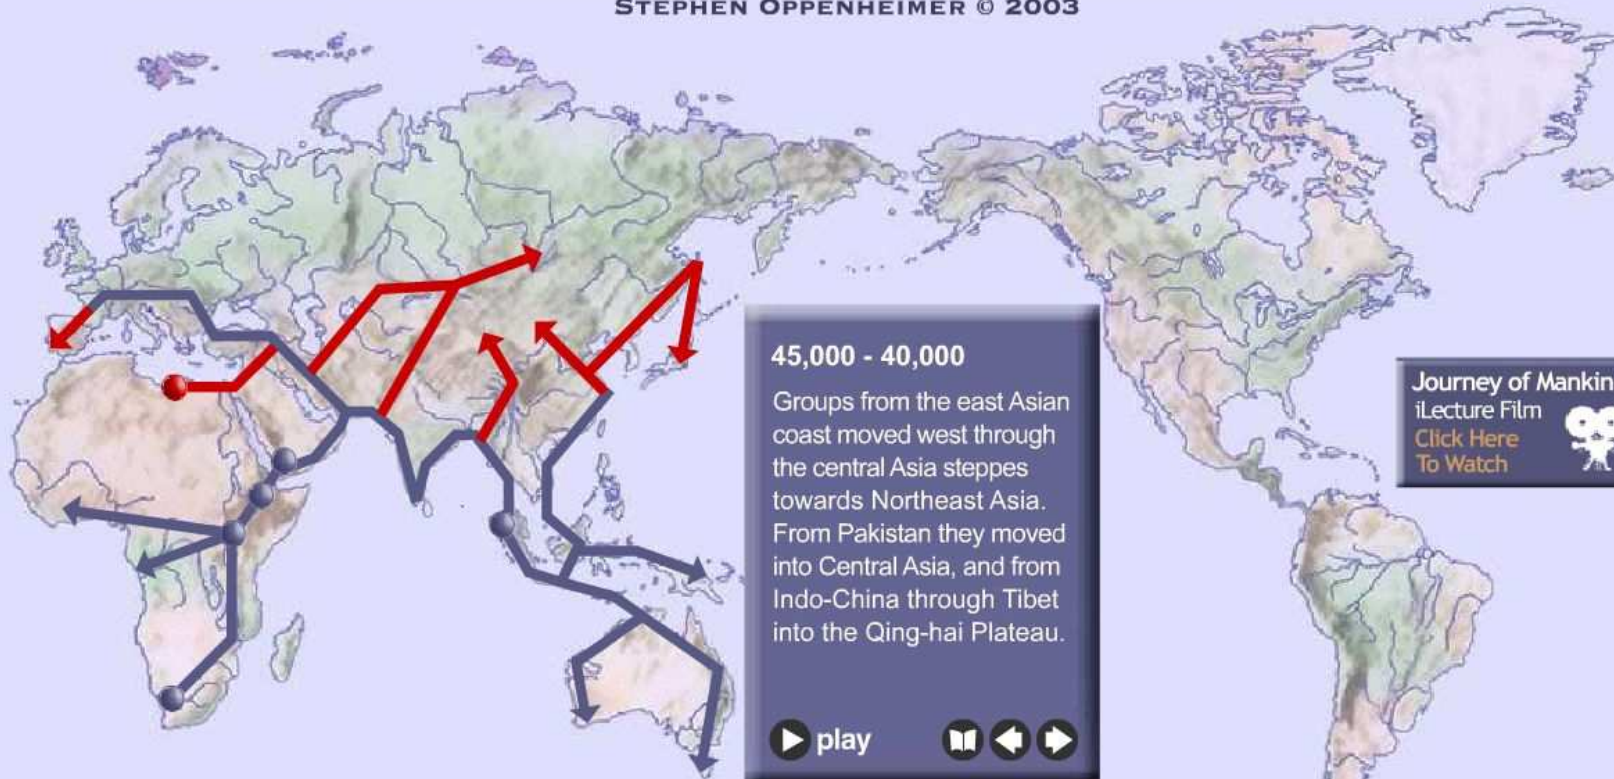 STEPHEN OPPENHEIMER © 2003
45,000 - 40,000
Groups from the east Asian
coast moved west through
the central Asia steppes
towards Northeast Asia.
From Pakistan they moved
into Central Asia, and from
Indo-China through Tibet
into the Qing-hai Plateau.
play
Journey of Mankin
iLecture Film
Click Here
To Watch